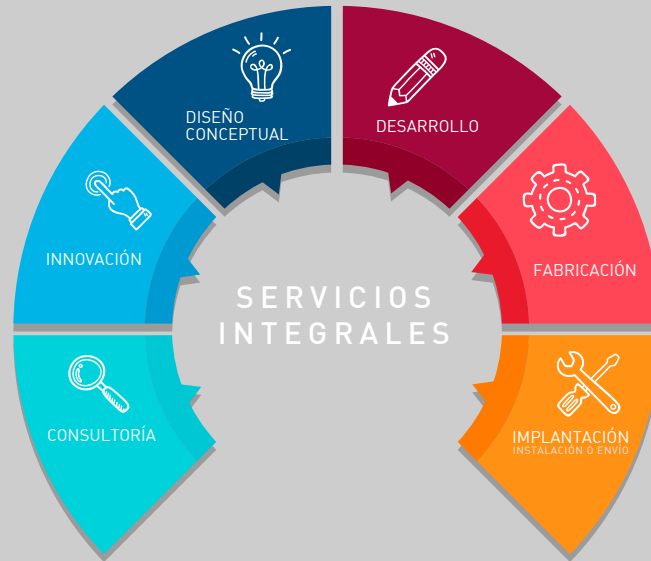 DISEÑO
CONCEPTUAL
DESARROLLO
INNOVACIÓN
FABRICACIÓN
SERVICIOS
INTEGRALES
CONSULTORÍA
IMPLANTACIÓN
INSTALACIÓN O ENVÍO